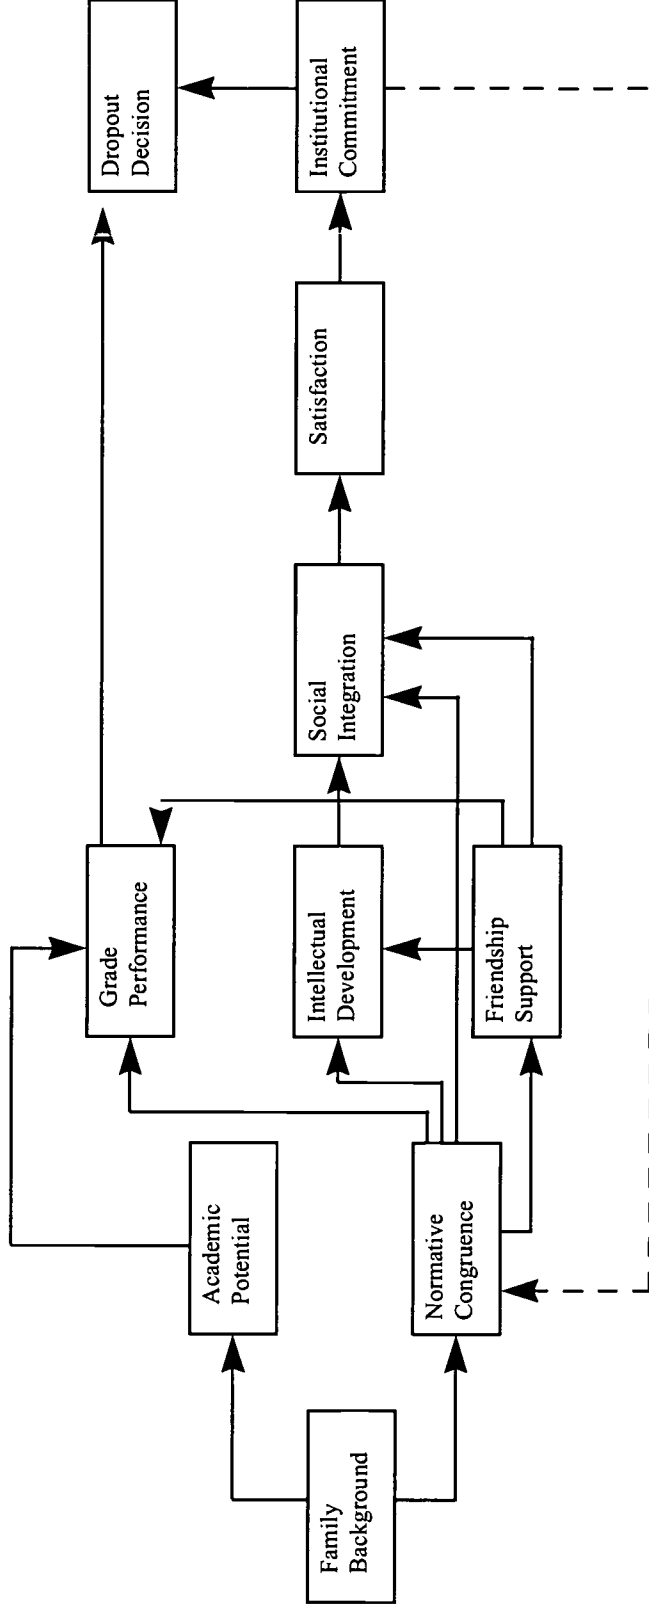 Family
Background
Academic
Potential
Normative
Congruence
Grade
Performance
Intellectual
Development
Friendship
Support
Social
Integration
Satisfaction
Institutional
Commitment
Dropout
Decision